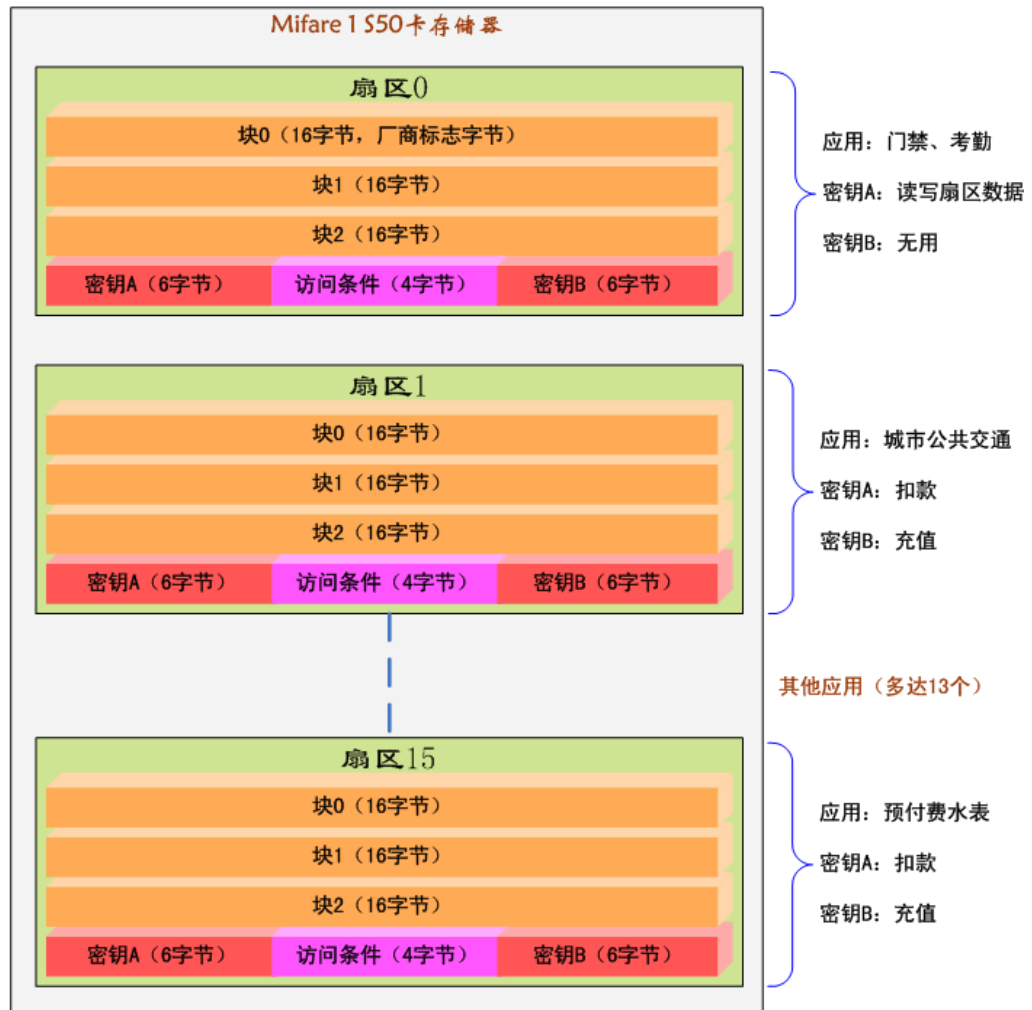 Mifare 1 S50卡存储器
扇区0
块0（16字节，厂商标志字节）
块1（16字节）
块2（16字节）
密钥A（6字节） 访问条件（4字节） 密钥B（6字节）
应用：门禁、考勤
密钥A：读写扇区数据
密钥B：无用
扇区1
块0（16字节）
块1（16字节）
块2（16字节）
密钥A（6字节） 访问条件（4字节） 密钥B（6字节）
应用：城市公共交通
密钥A：扣款
密钥B：充值
其他应用（多达13个）
扇区15
块0（16字节）
块1（16字节）
块2（16字节）
密钥A（6字节） 访问条件（4字节） 密钥B（6字节）
应用：预付费水表
密钥A：扣款
密钥B：充值